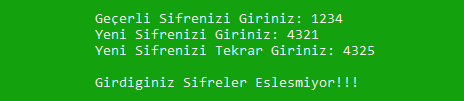 Geçerli Sifrenizi Giriniz: 1234
Yeni Sifrenizi Giriniz: 4321
Yeni Sifrenizi Tekrar Giriniz: 4325
Girdiginiz Sifreler Eslesmiyor!!!